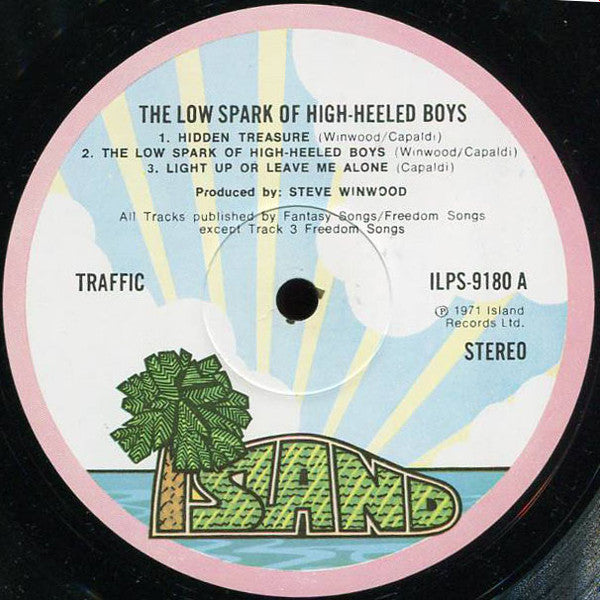 THE LOW SPARK OF HIGH-HEELED BOYS
1. HIDDEN TREASURE (Winwood/Capaldi)
2. THE LOW SPARK OF HIGH-HEELED BOYS (Winwood/Capaldi)
3. LIGHT UP OR LEAVE ME ALONE (Capaldi)
Produced by: STEVE WINWOOD
All Tracks published by Fantasy Songs/Freedom Songs
except Track 3 Freedom Songs
TRAFFIC
ILPS-9180 A
℗ 1971 Island
Records Ltd.
STEREO
ISLAND